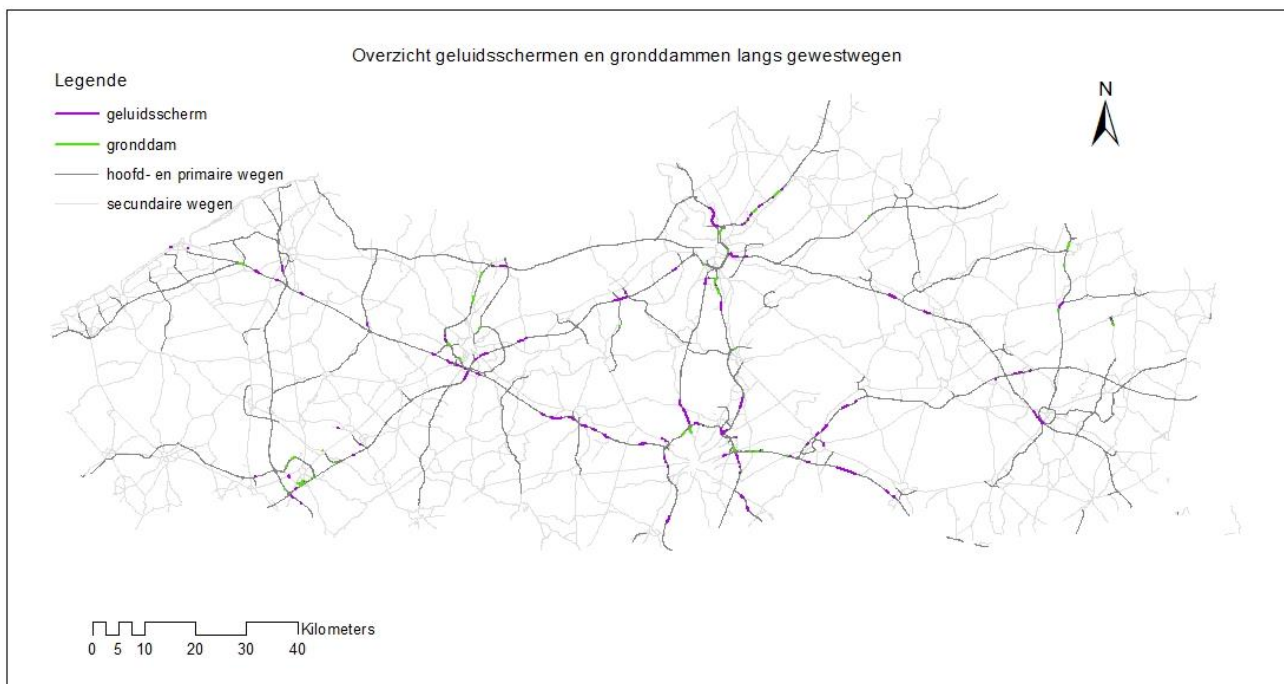 Overzicht geluidsschermen en gronddammen langs gewestwegen
Legende
geluidsscherm
gronddam
hoofd- en primaire wegen
secundaire wegen
N
Kilometers
0 5 10 20 30 40